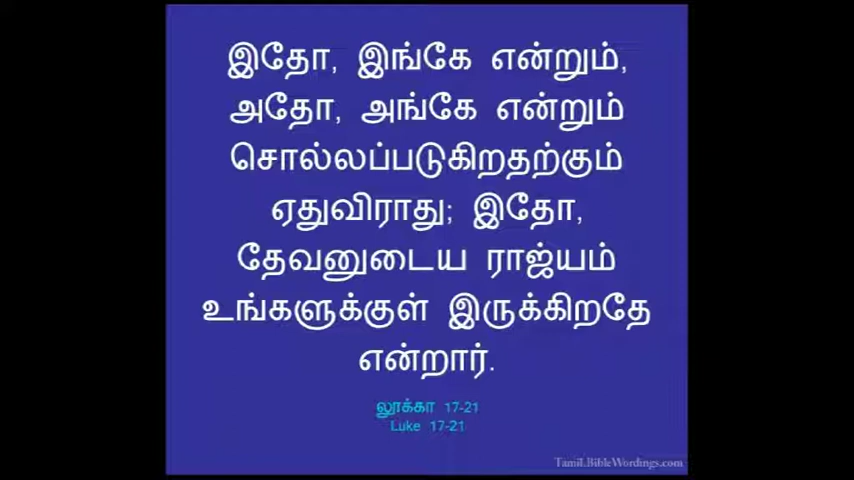 இதோ, இங்கே என்றும்,
அதோ, அங்கே என்றும்
சொல்லப்படுகிறதற்கும்
ஏதுவிராது; இதோ,
தேவனுடைய ராஜ்யம்
உங்களுக்குள் இருக்கிறதே
என்றார்.
லூக்கா 17-21
Luke 17-21
Tamil.BibleWordings.com